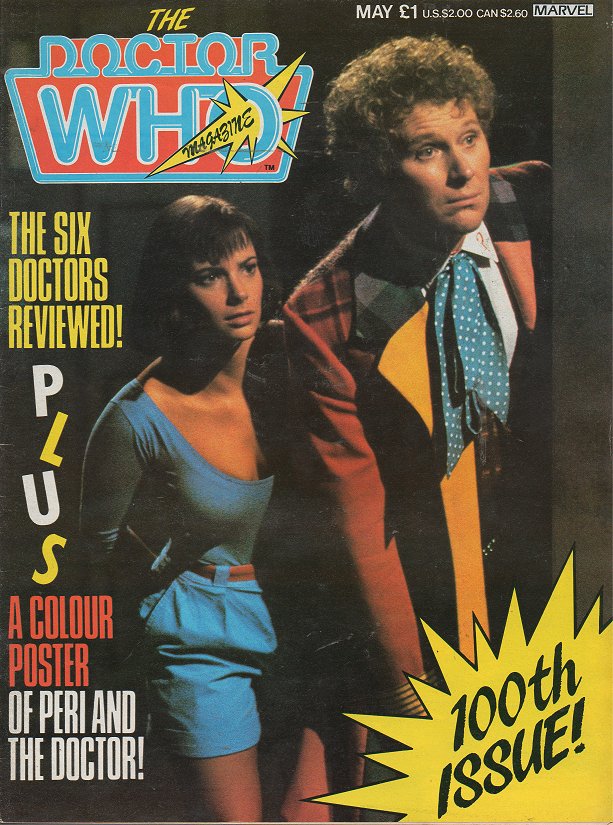 MAY £1 U.S.$2.00 CAN $2.60 MARVEL
THE
DOCTOR
WHO
MAGAZINE
TM
THE SIX
DOCTORS
REVIEWED!
PLUS
A COLOUR
POSTER
OF PERI AND
THE DOCTOR!
100th
ISSUE!